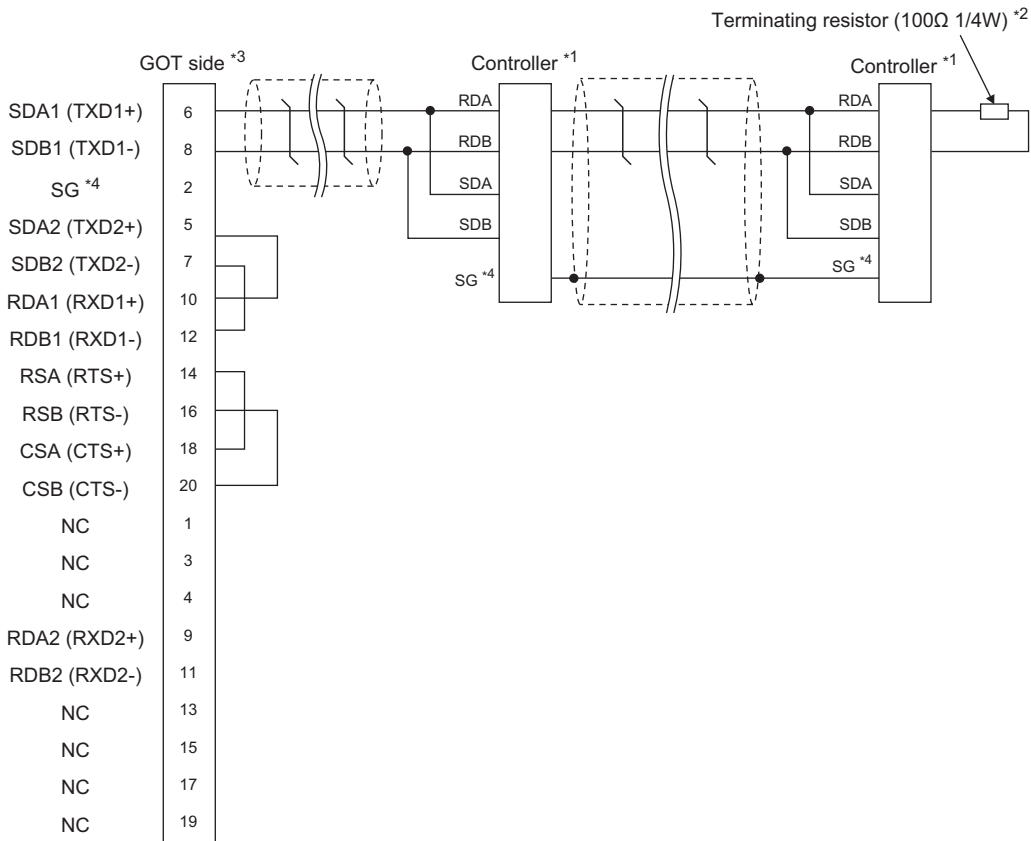 Terminating resistor (100Ω 1/4W) *2
GOT side *3
Controller *1
Controller *1
SDA1 (TXD1+) 6
SDB1 (TXD1-) 8
SG *4 2
SDA2 (TXD2+) 5
SDB2 (TXD2-) 7
RDA1 (RXD1+) 10
RDB1 (RXD1-) 12
RSA (RTS+) 14
RSB (RTS-) 16
CSA (CTS+) 18
CSB (CTS-) 20
NC 1
NC 3
NC 4
RDA2 (RXD2+) 9
RDB2 (RXD2-) 11
NC 13
NC 15
NC 17
NC 19
RDA
RDB
SDA
SDB
SG *4
RDA
RDB
SDA
SDB
SG *4